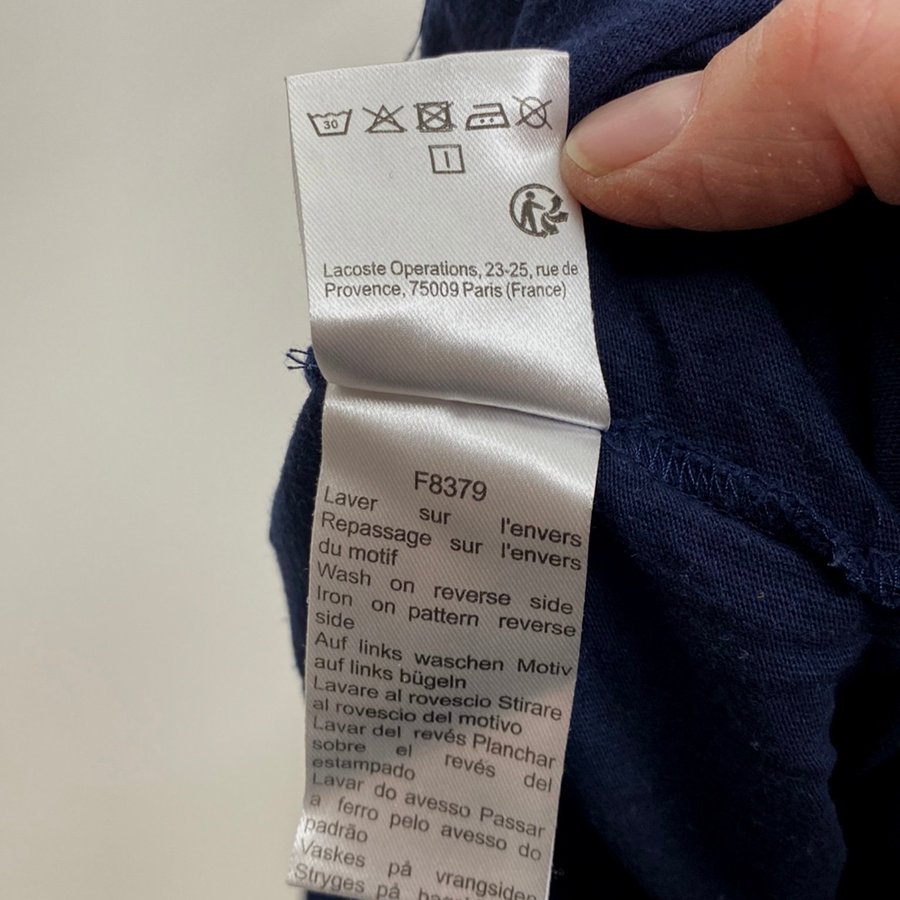 30
Lacoste Operations, 23-25, rue de
Provence, 75009 Paris (France)
F8379
Laver sur l'envers
Repassage sur l'envers
du motif
Wash on reverse side
Iron on pattern reverse
side
Auf links waschen Motiv
auf links bügeln
Lavare al rovescio Stirare
al rovescio del motivo
Lavar del revés Planchar
sobre el revés del
estampado
Lavar do avesso Passar
a ferro pelo avesso do
padrão
Vaskes på vrangsiden
Stryges på